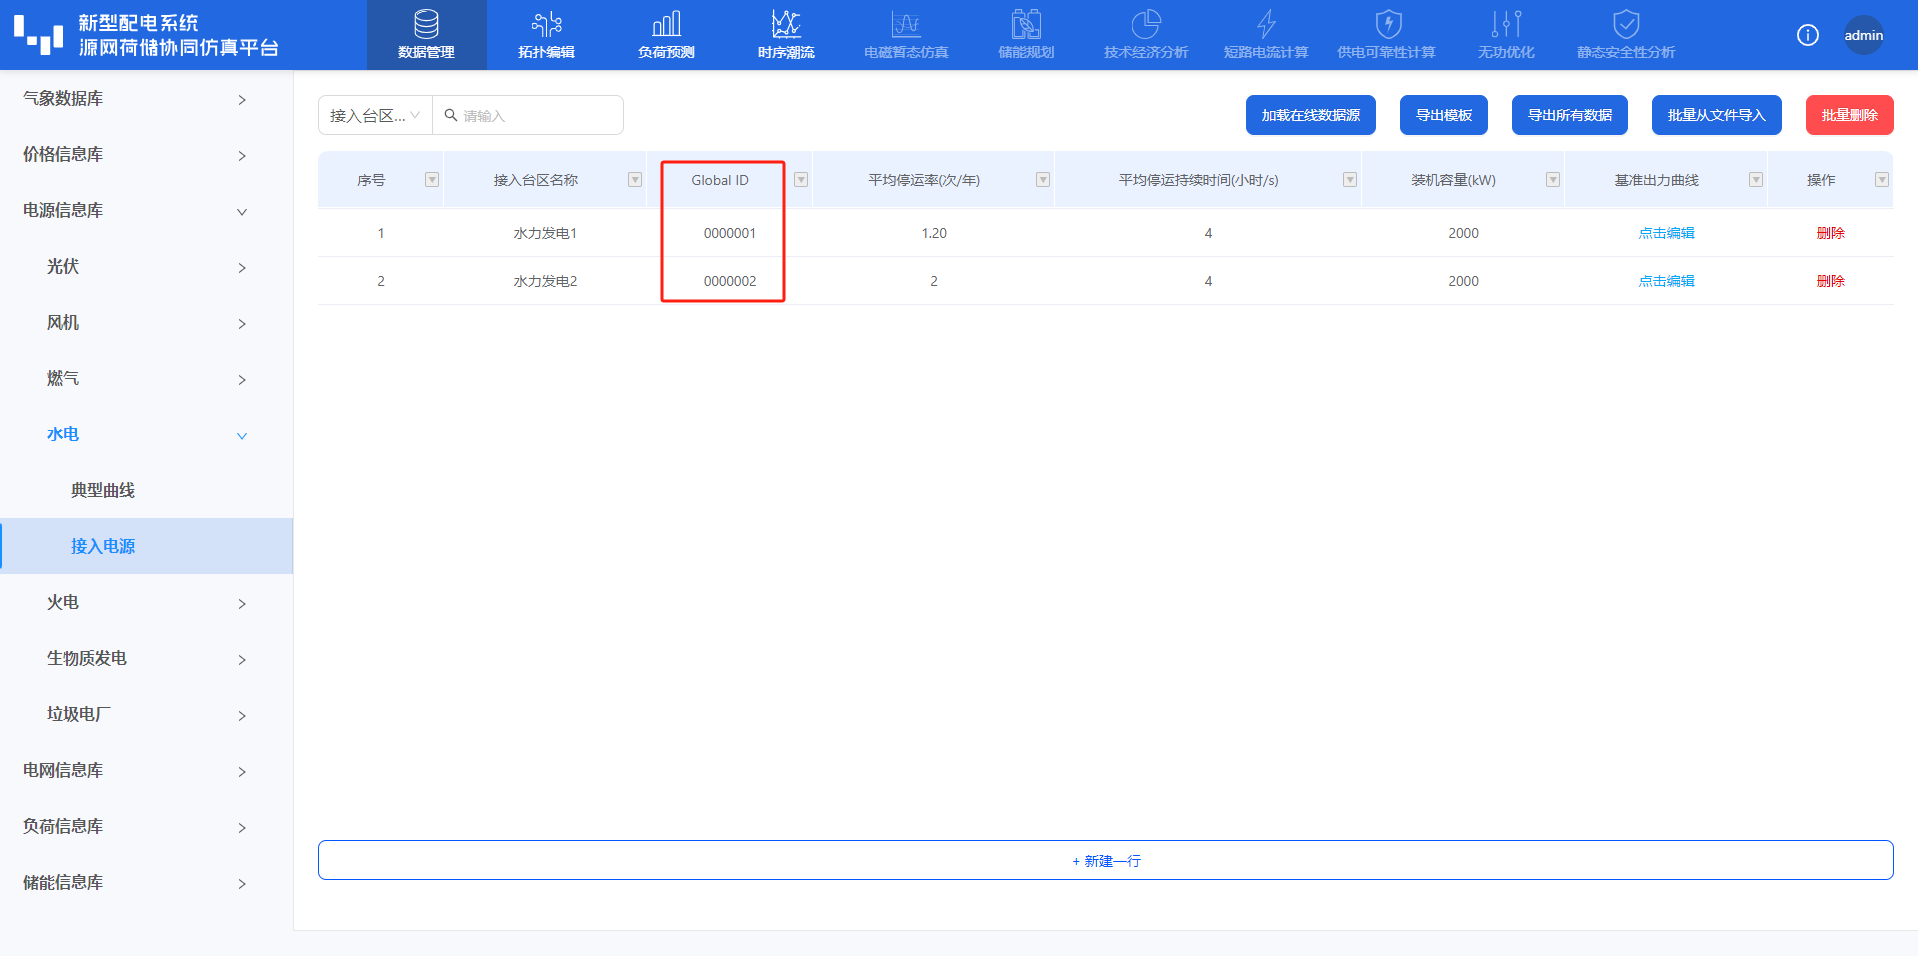 新型配电系统
源网荷储协同仿真平台
数据管理
拓扑编辑
负荷预测
时序潮流
电磁暂态仿真
储能规划
技术经济分析
短路电流计算
供电可靠性计算
无功优化
静态安全性分析
admin
气象数据库
价格信息库
电源信息库
光伏
风机
燃气
水电
典型曲线
接入电源
火电
生物质发电
垃圾电厂
电网信息库
负荷信息库
储能信息库
接入台区...
请输入
加载在线数据源
导出模板
导出所有数据
批量从文件导入
批量删除
序号 接入台区名称 Global ID 平均停运率(次/年) 平均停运持续时间(小时/s) 装机容量(kW) 基准出力曲线 操作
1 水力发电1 0000001 1.20 4 2000 点击编辑 删除
2 水力发电2 0000002 2 4 2000 点击编辑 删除
+ 新建一行